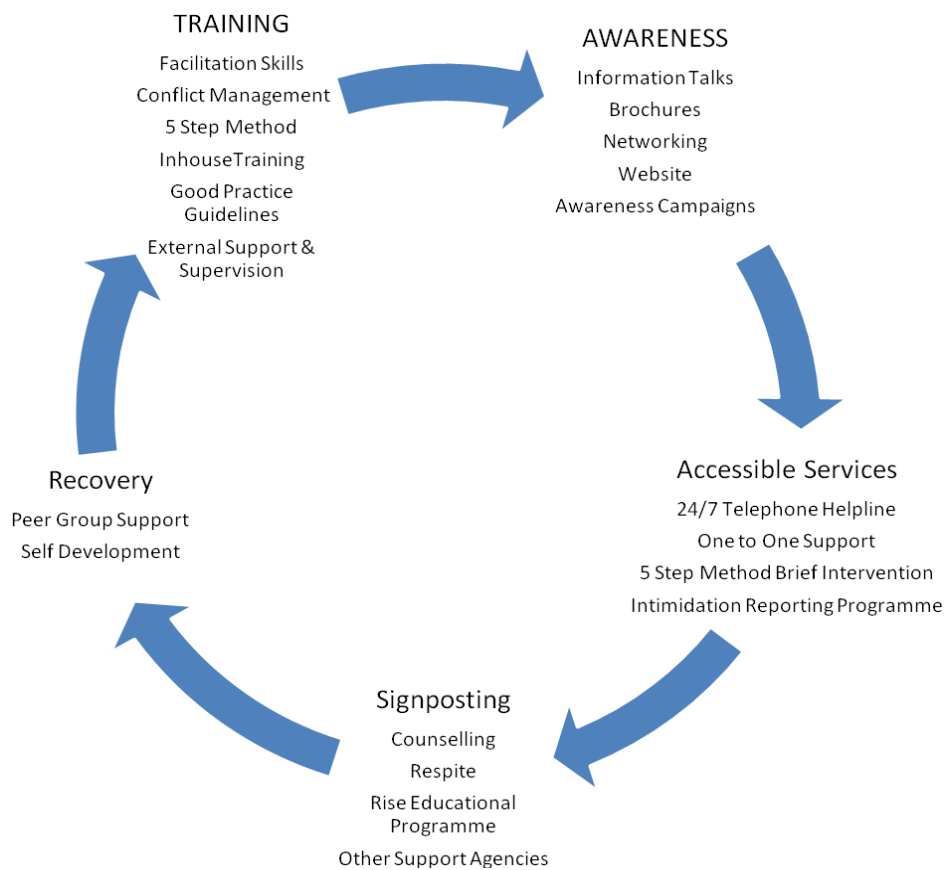 TRAINING
Facilitation Skills
Conflict Management
5 Step Method
InhouseTraining
Good Practice
Guidelines
External Support &
Supervision
AWARENESS
Information Talks
Brochures
Networking
Website
Awareness Campaigns
Accessible Services
24/7 Telephone Helpline
One to One Support
5 Step Method Brief Intervention
Intimidation Reporting Programme
Signposting
Counselling
Respite
Rise Educational
Programme
Other Support Agencies
Recovery
Peer Group Support
Self Development